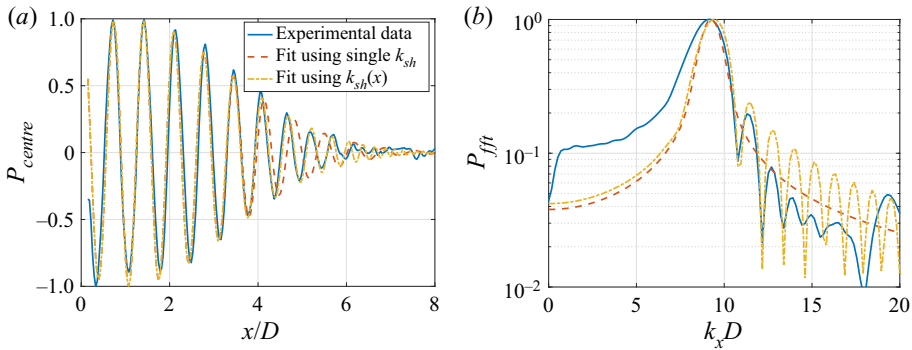 (a)
1.0
0.5
0
−0.5
−1.0
P_centre
0 2 4 6 8
x/D
Experimental data
Fit using single k_sh
Fit using k_sh(x)
(b)
10^0
10^−1
10^−2
P_fft
0 5 10 15 20
k_xD